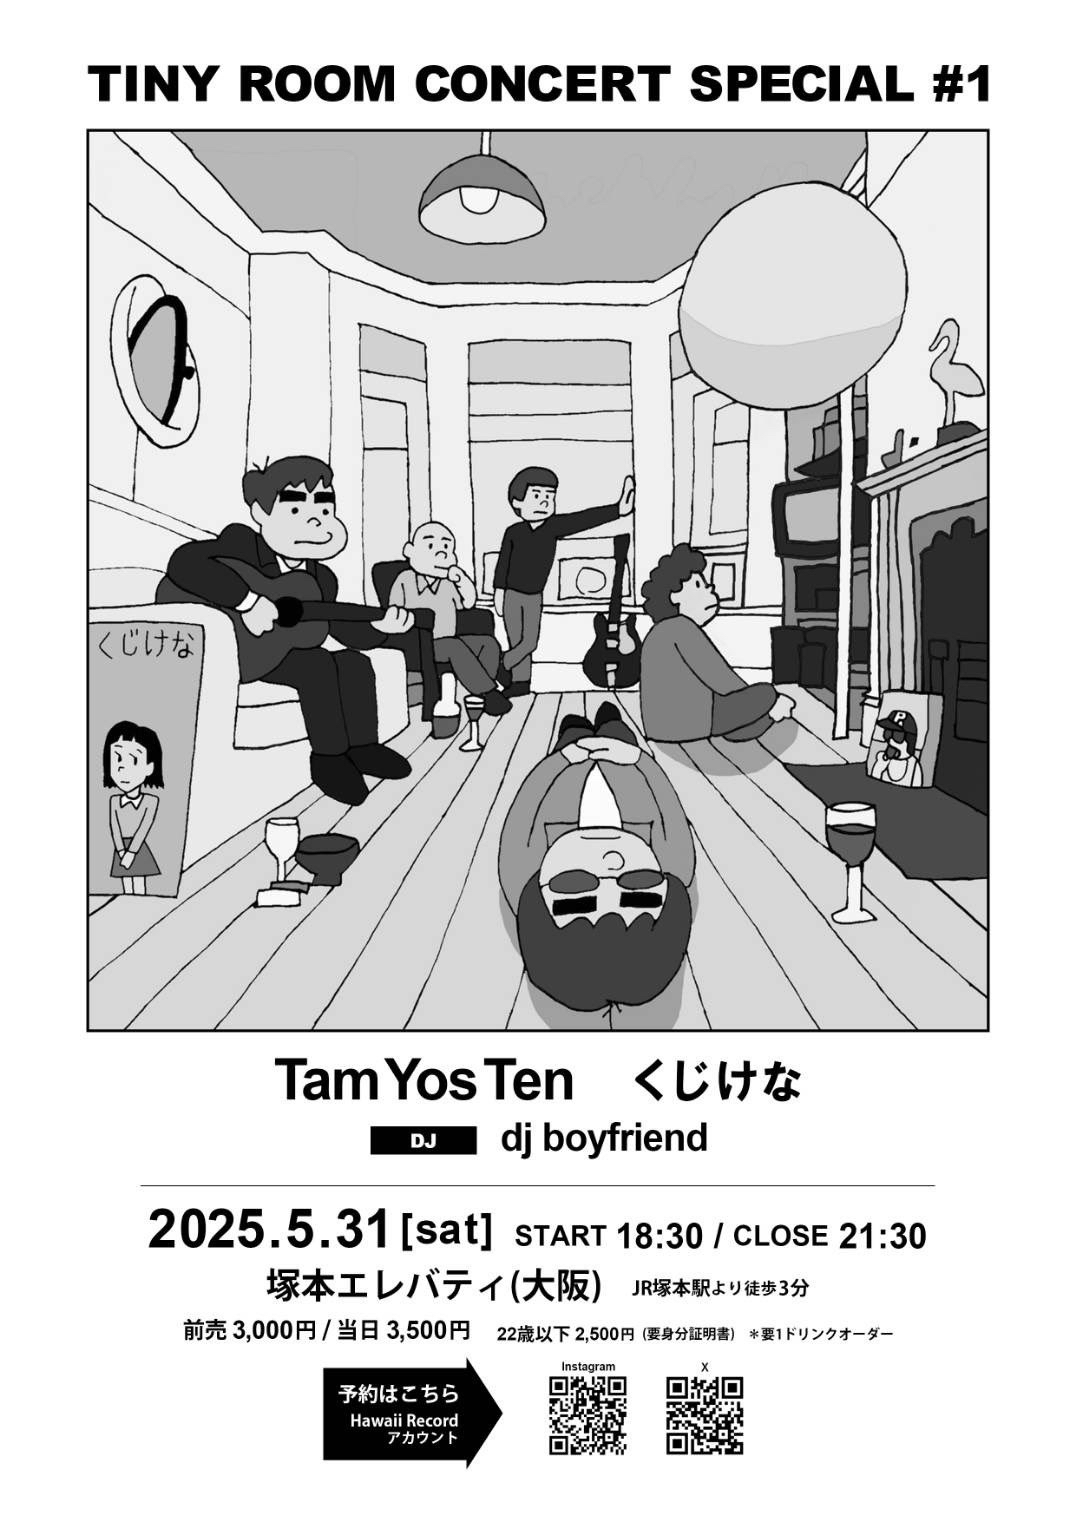 TINY ROOM CONCERT SPECIAL #1
くじけな
P
Tam Yos Ten くじけな
DJ dj boyfriend
2025.5.31[sat] START 18:30 / CLOSE 21:30
塚本エレバティ(大阪) JR塚本駅より徒歩3分
前売 3,000円 / 当日 3,500円 22歳以下 2,500円（要身分証明書）＊要1ドリンクオーダー
予約はこちら
Hawaii Record
アカウント
Instagram
X